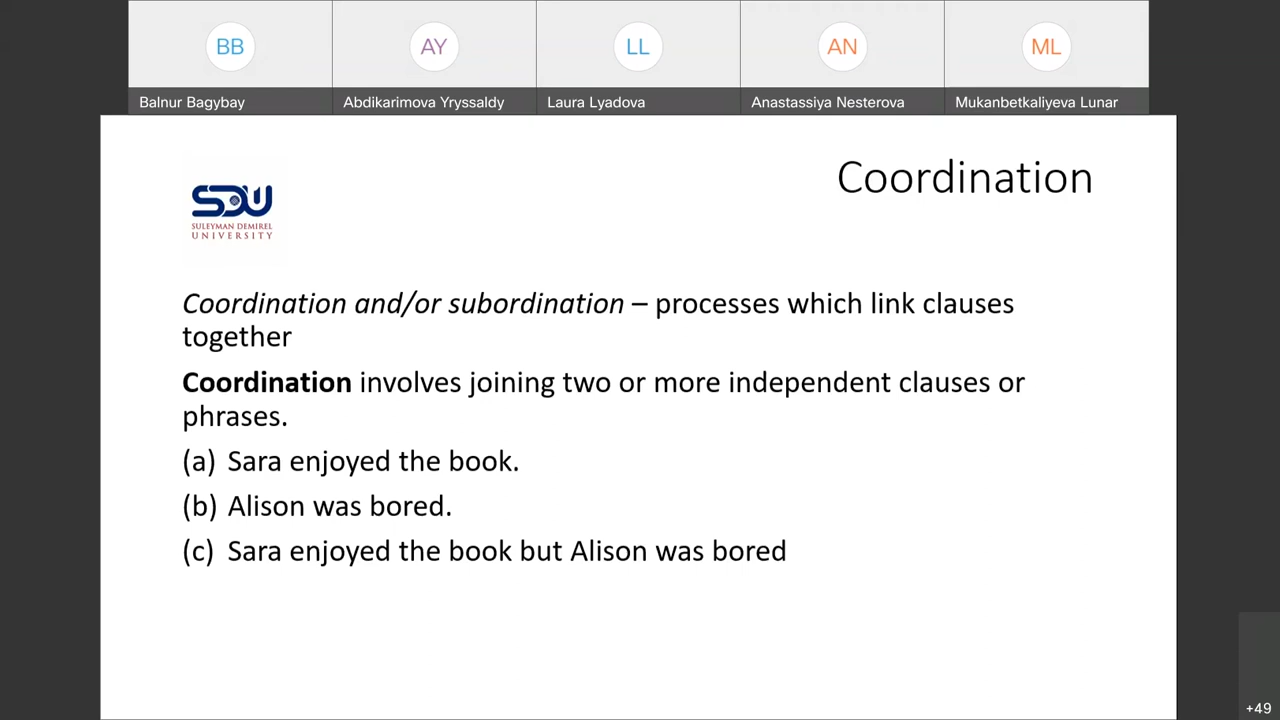 BB
AY
LL
AN
ML
Balnur Bagybay
Abdikarimova Yryssaldy
Laura Lyadova
Anastassiya Nesterova
Mukanbetkaliyeva Lunar
Coordination
SDU
SULEYMAN DEMIREL
UNIVERSITY
Coordination and/or subordination – processes which link clauses
together
Coordination involves joining two or more independent clauses or
phrases.
(a) Sara enjoyed the book.
(b) Alison was bored.
(c) Sara enjoyed the book but Alison was bored
+49